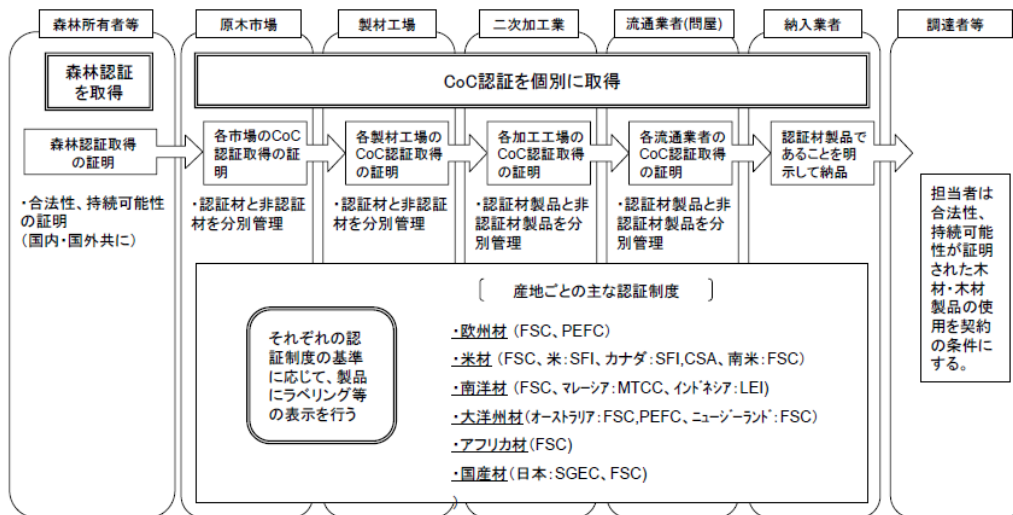 森林所有者等
原木市場
製材工場
二次加工業
流通業者(問屋)
納入業者
調達者等
森林認証
を取得
CoC認証を個別に取得
森林認証取得
の証明
各市場のCoC
認証取得の証
明
各製材工場の
CoC認証取得の
証明
各加工工場の
CoC認証取得の
証明
各流通業者の
CoC認証取得の
証明
認証材製品で
あることを明
示して納品
・合法性、持続可能性
の証明
(国内・国外共に)
・認証材と非認証
材を分別管理
・認証材と非認証
材を分別管理
・認証材製品と非
認証材製品を分
別管理
・認証材製品と非
認証材製品を分
別管理
担当者は
合法性、
持続可能
性が証明
された木
材・木材
製品の使
用を契約
の条件に
する。
それぞれの認
証制度の基準
に応じて、製品
にラベリング等
の表示を行う
〔 産地ごとの主な認証制度 〕
・欧州材 (FSC、PEFC)
・米材 (FSC、米:SFI、カナダ:SFI,CSA、南米:FSC)
・南洋材 (FSC、マレーシア:MTCC、インドネシア:LEI)
・大洋州材(オーストラリア:FSC,PEFC、ニュージーランド:FSC)
・アフリカ材(FSC)
・国産材(日本:SGEC、FSC)
)